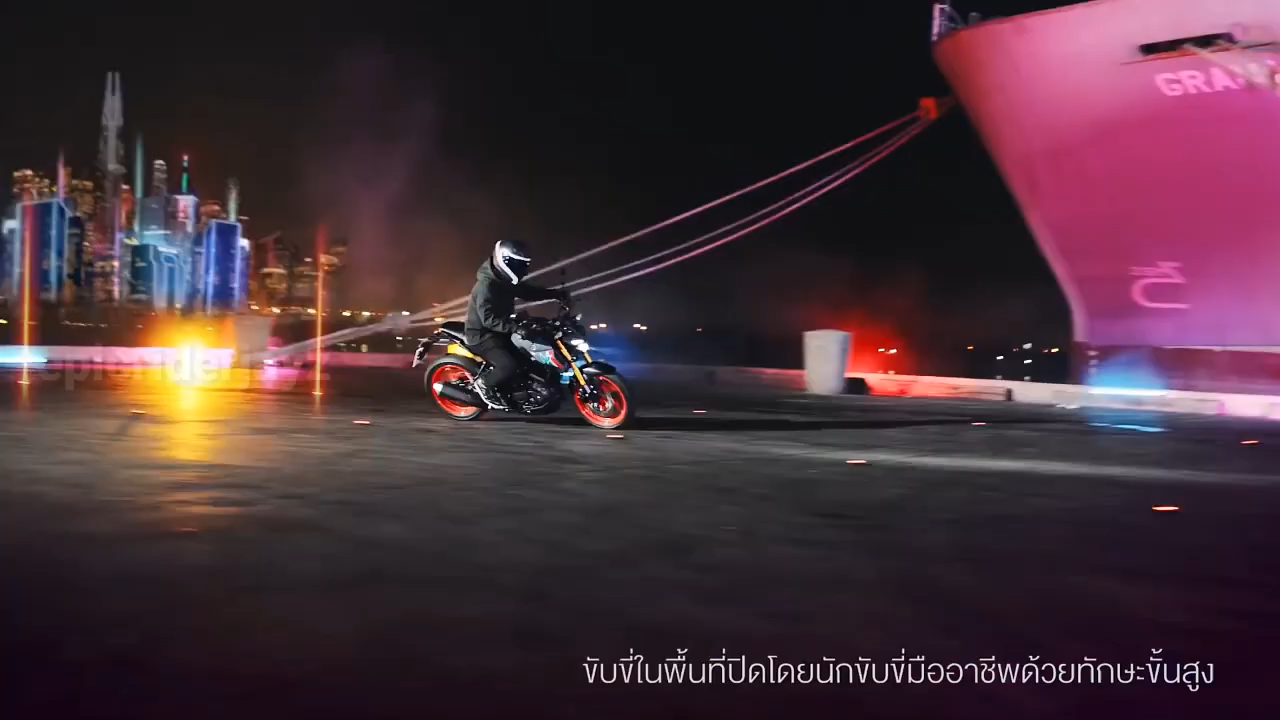 GRAN
ขับขี่ในพื้นที่ปิดโดยนักขับขี่มืออาชีพด้วยทักษะขั้นสูง